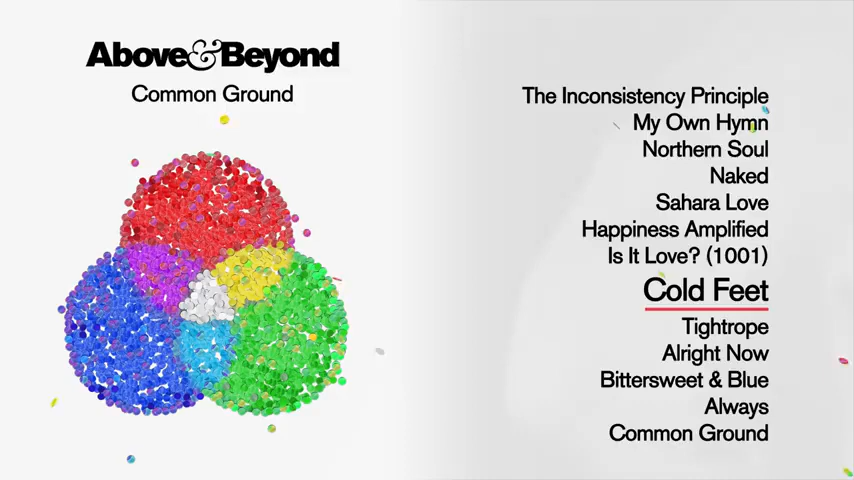 Above & Beyond
Common Ground
The Inconsistency Principle
My Own Hymn
Northern Soul
Naked
Sahara Love
Happiness Amplified
Is It Love? (1001)
Cold Feet
Tightrope
Alright Now
Bittersweet & Blue
Always
Common Ground